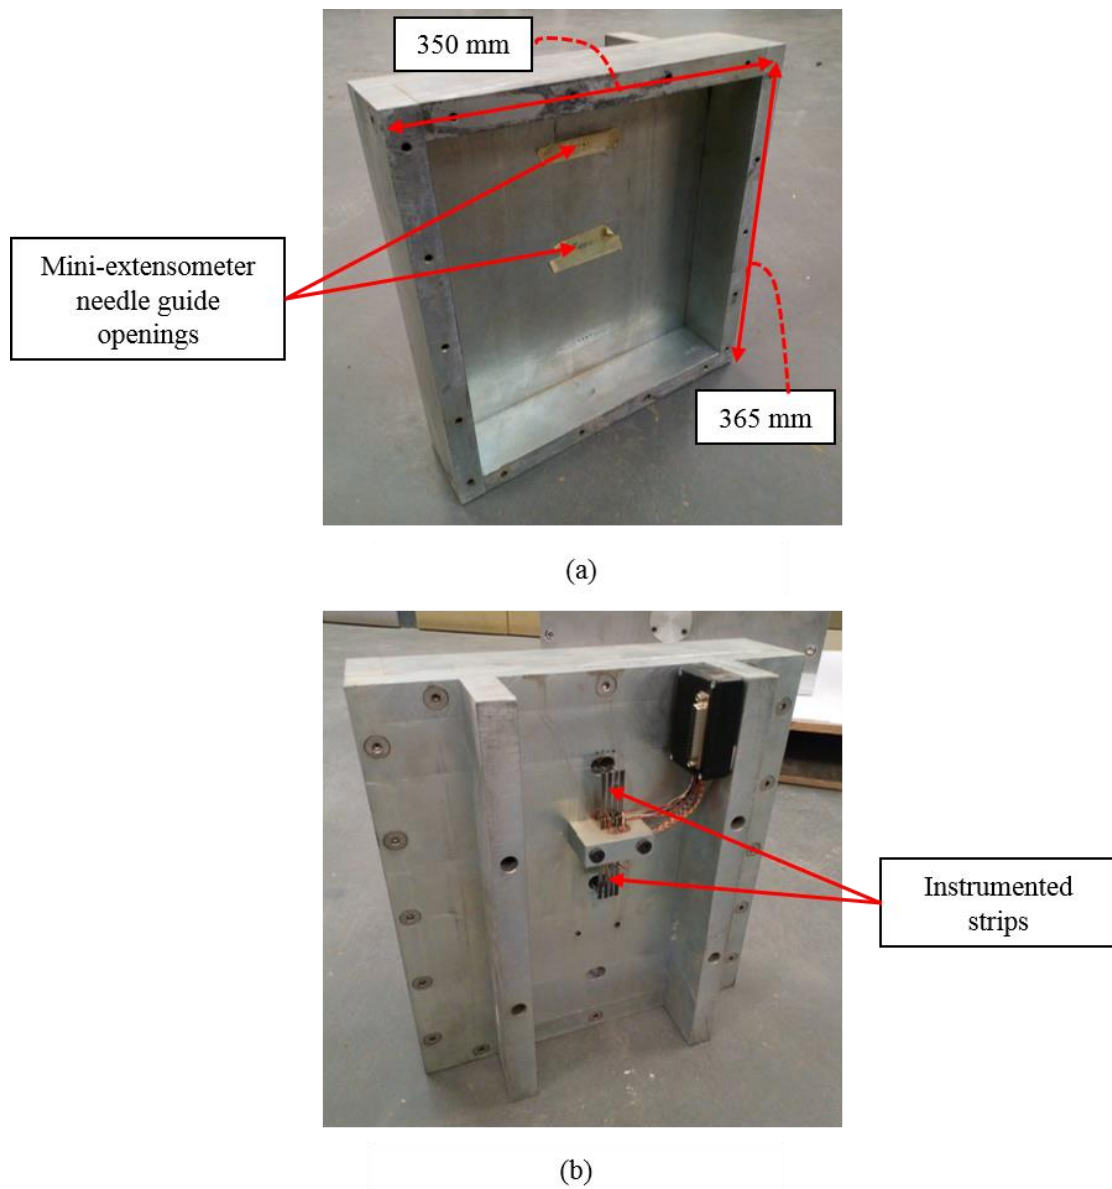 350 mm
Mini-extensometer
needle guide
openings
365 mm
(a)
Instrumented
strips
(b)